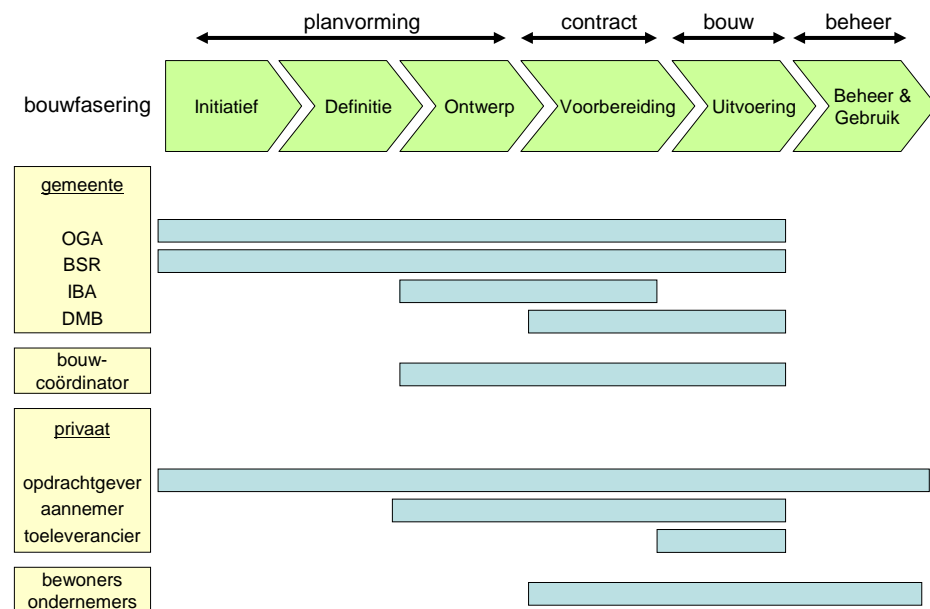 planvorming contract bouw beheer
bouwfasering Initiatief Definitie Ontwerp Voorbereiding Uitvoering Beheer &
Gebruik
gemeente
OGA
BSR
IBA
DMB
bouw-
coördinator
privaat
opdrachtgever
aannemer
toeleverancier
bewoners
ondernemers